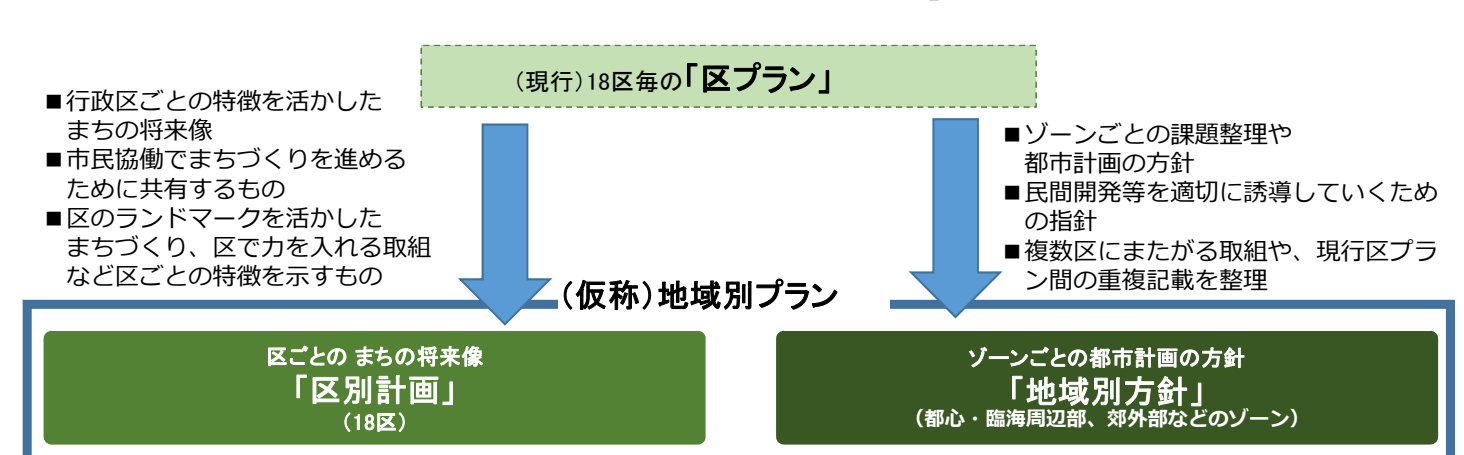 (現行)18区毎の「区プラン」
■行政区ごとの特徴を活かした
まちの将来像
■市民協働でまちづくりを進める
ために共有するもの
■区のランドマークを活かした
まちづくり、区で力を入れる取組
など区ごとの特徴を示すもの
■ゾーンごとの課題整理や
都市計画の方針
■民間開発等を適切に誘導していくため
の指針
■複数区にまたがる取組や、現行区プラ
ン間の重複記載を整理
(仮称)地域別プラン
区ごとの まちの将来像
「区別計画」
(18区)
ゾーンごとの都市計画の方針
「地域別方針」
(都心・臨海周辺部、郊外部などのゾーン)